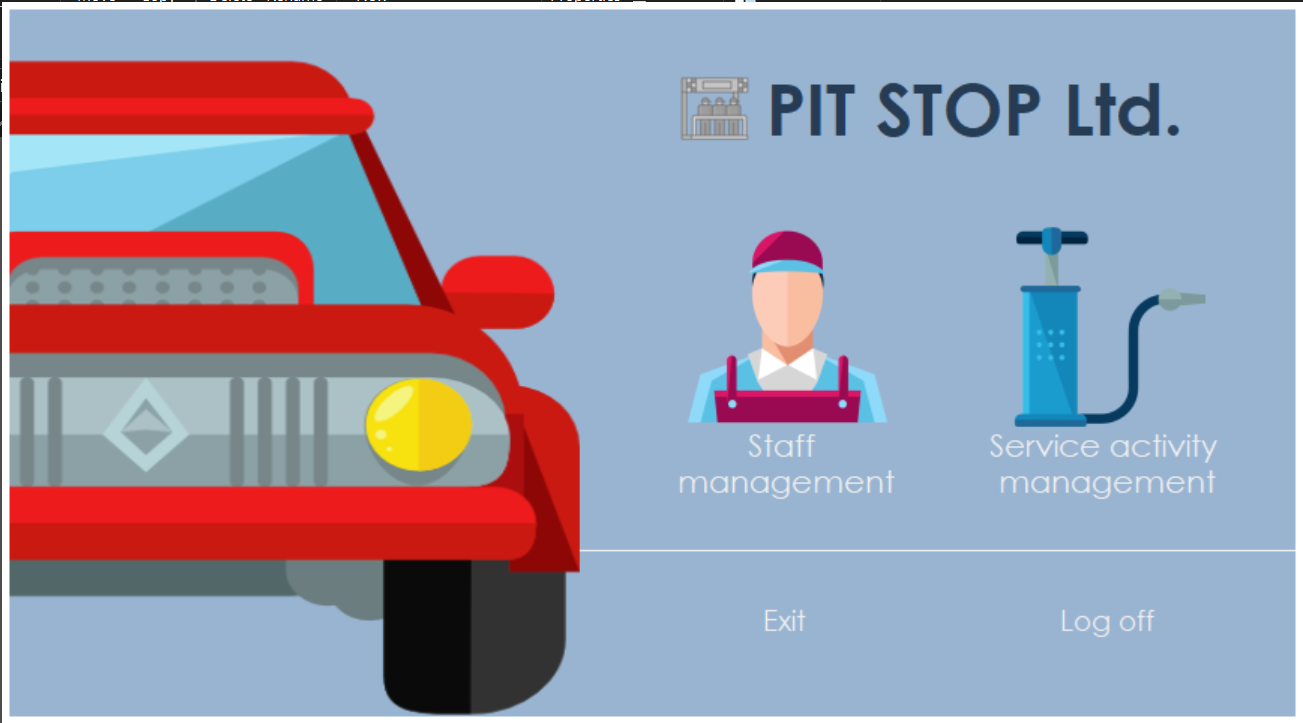 PIT STOP Ltd.
Staff
management
Service activity
management
Exit
Log off